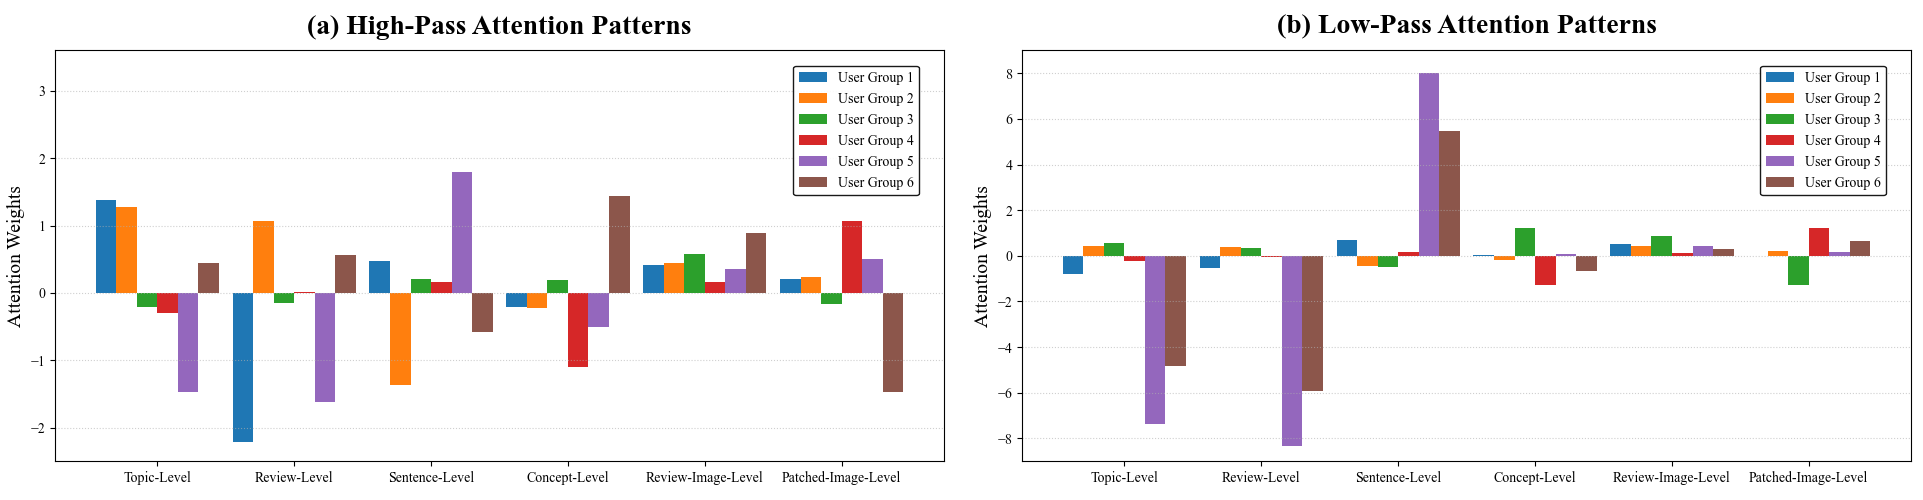 (a) High-Pass Attention Patterns
Attention Weights
3
2
1
0
−1
−2
User Group 1
User Group 2
User Group 3
User Group 4
User Group 5
User Group 6
Topic-Level
Review-Level
Sentence-Level
Concept-Level
Review-Image-Level
Patched-Image-Level
(b) Low-Pass Attention Patterns
Attention Weights
8
6
4
2
0
−2
−4
−6
−8
User Group 1
User Group 2
User Group 3
User Group 4
User Group 5
User Group 6
Topic-Level
Review-Level
Sentence-Level
Concept-Level
Review-Image-Level
Patched-Image-Level